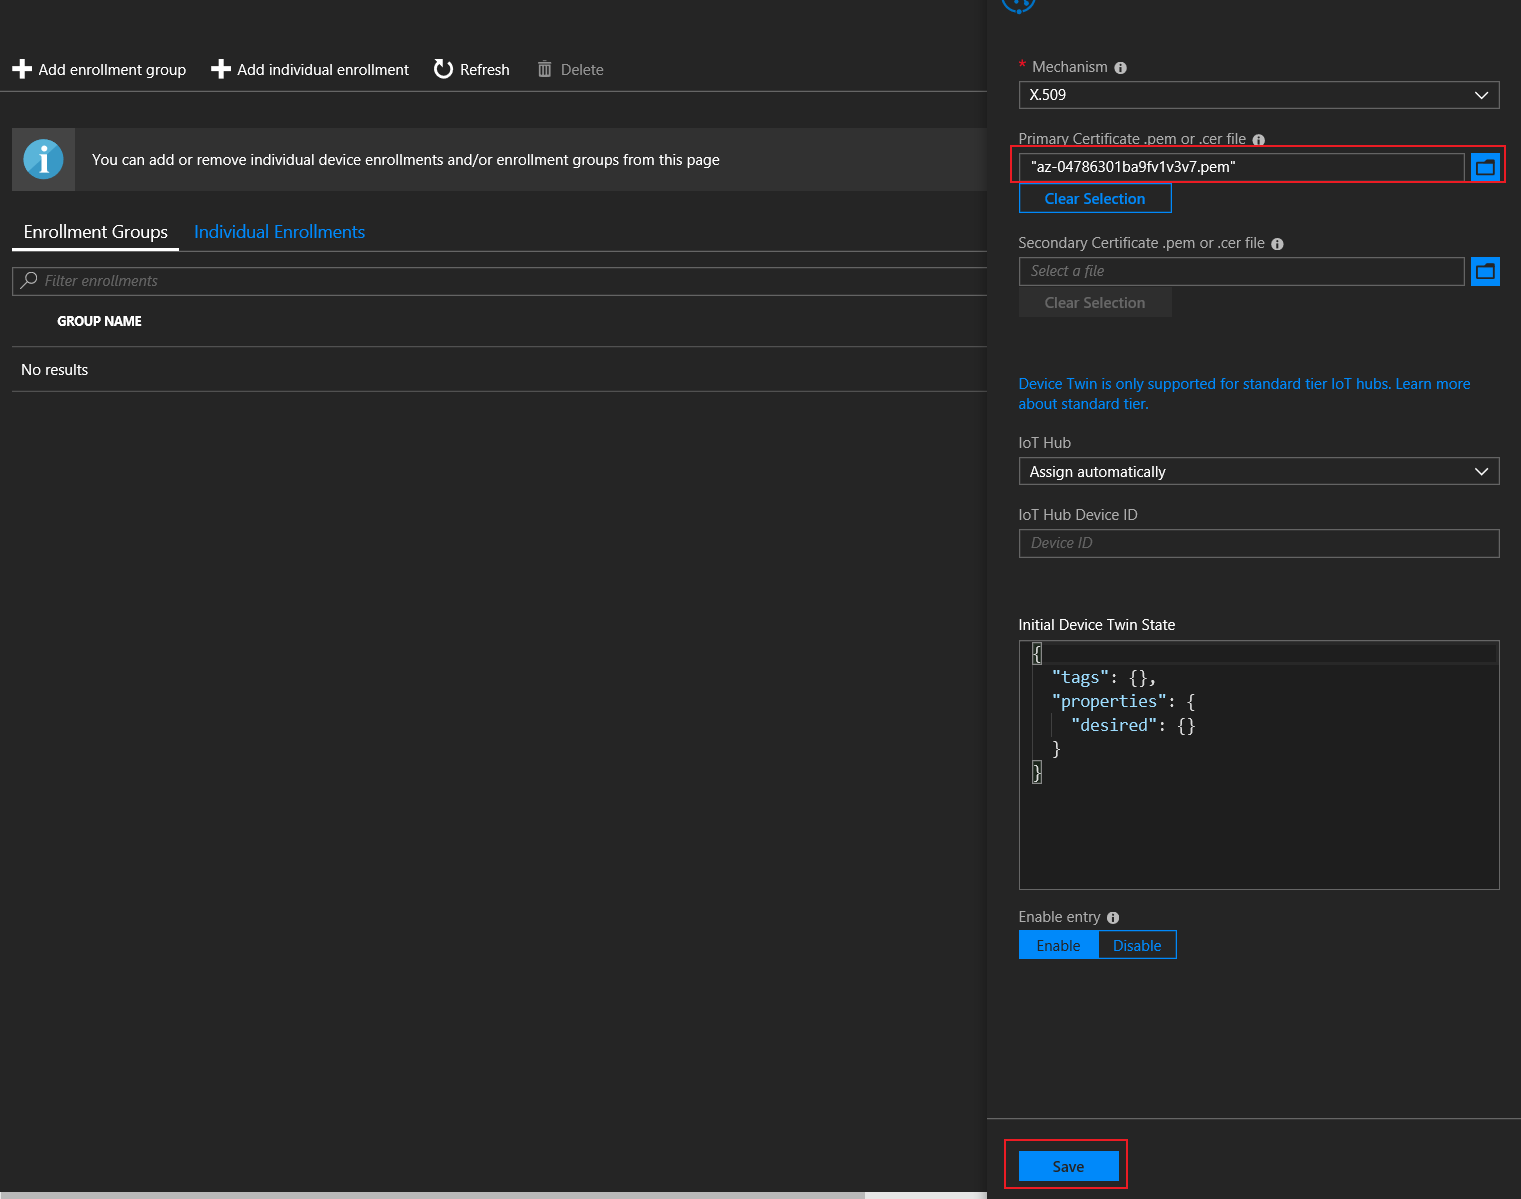 Add enrollment group
Add individual enrollment
Refresh
Delete
You can add or remove individual device enrollments and/or enrollment groups from this page
Enrollment Groups
Individual Enrollments
Filter enrollments
GROUP NAME
No results
* Mechanism
X.509
Primary Certificate .pem or .cer file
"az-04786301ba9fv1v3v7.pem"
Clear Selection
Secondary Certificate .pem or .cer file
Select a file
Clear Selection
Device Twin is only supported for standard tier IoT hubs. Learn more
about standard tier.
IoT Hub
Assign automatically
IoT Hub Device ID
Device ID
Initial Device Twin State
{
"tags": {},
"properties": {
"desired": {}
}
}
Enable entry
Enable
Disable
Save